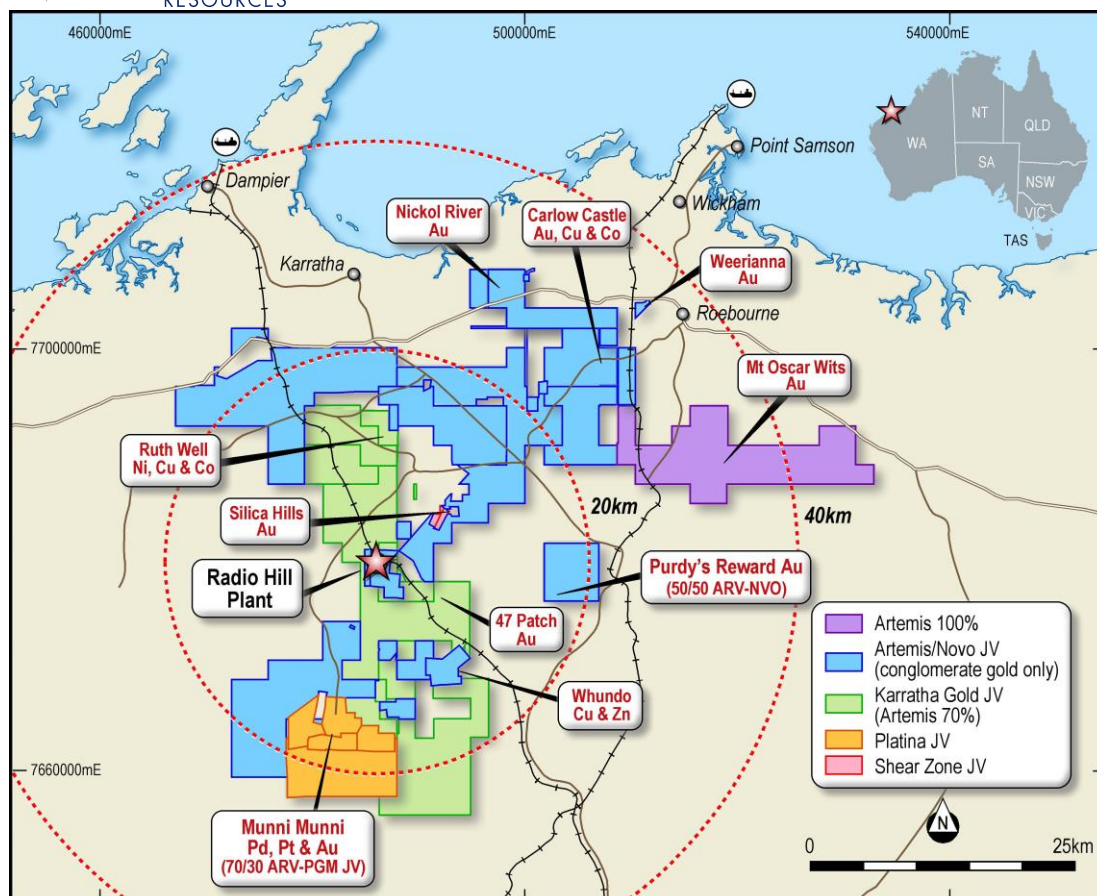 RESOURCES
460000mE
500000mE
540000mE
NT
WA
QLD
SA
NSW
VIC
TAS
Point Samson
Dampier
Wickham
Nickol River
Au
Carlow Castle
Au, Cu & Co
Weerianna
Au
Karratha
Roebourne
7700000mE
Mt Oscar Wits
Au
Ruth Well
Ni, Cu & Co
Silica Hills
Au
20km
40km
Radio Hill
Plant
Purdy's Reward Au
(50/50 ARV-NVO)
47 Patch
Au
Whundo
Cu & Zn
Artemis 100%
Artemis/Novo JV
(conglomerate gold only)
Karratha Gold JV
(Artemis 70%)
Platina JV
Shear Zone JV
7660000mE
Munni Munni
Pd, Pt & Au
(70/30 ARV-PGM JV)
N
0
25km